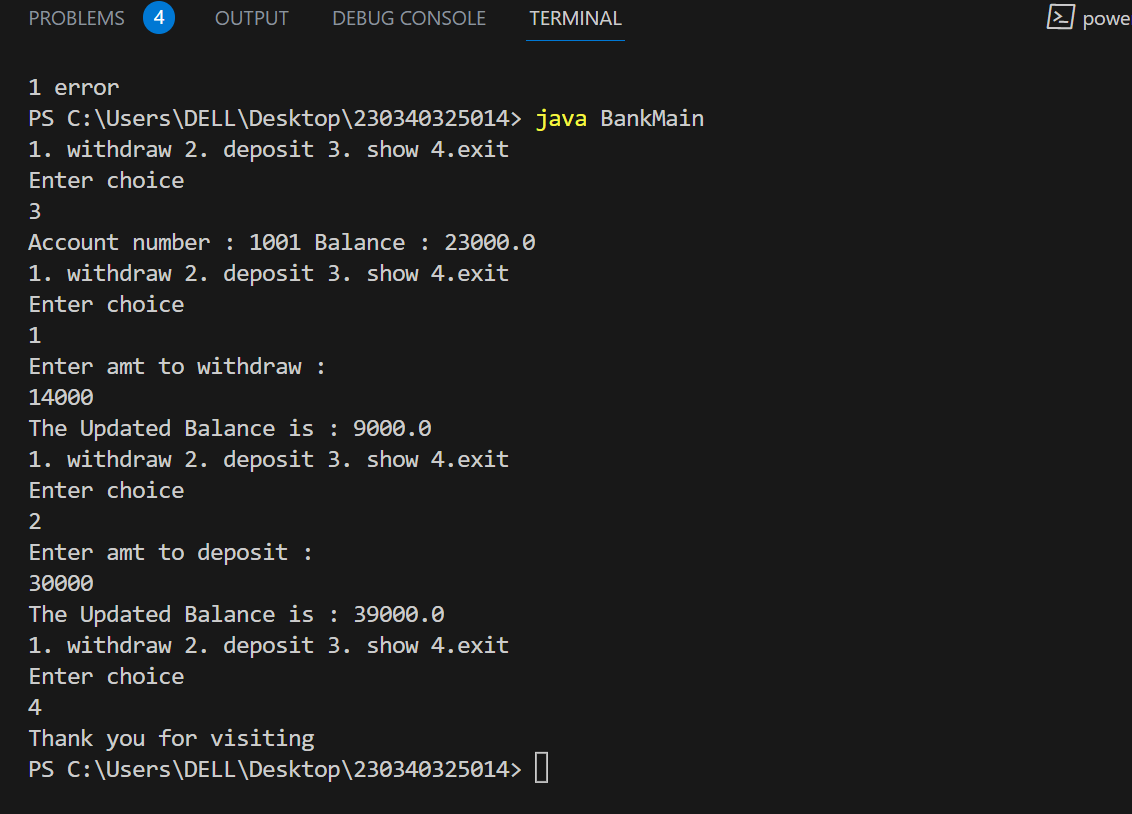 PROBLEMS 4 OUTPUT DEBUG CONSOLE TERMINAL powe
1 error
PS C:\Users\DELL\Desktop\230340325014> java BankMain
1. withdraw 2. deposit 3. show 4.exit
Enter choice
3
Account number : 1001 Balance : 23000.0
1. withdraw 2. deposit 3. show 4.exit
Enter choice
1
Enter amt to withdraw :
14000
The Updated Balance is : 9000.0
1. withdraw 2. deposit 3. show 4.exit
Enter choice
2
Enter amt to deposit :
30000
The Updated Balance is : 39000.0
1. withdraw 2. deposit 3. show 4.exit
Enter choice
4
Thank you for visiting
PS C:\Users\DELL\Desktop\230340325014>